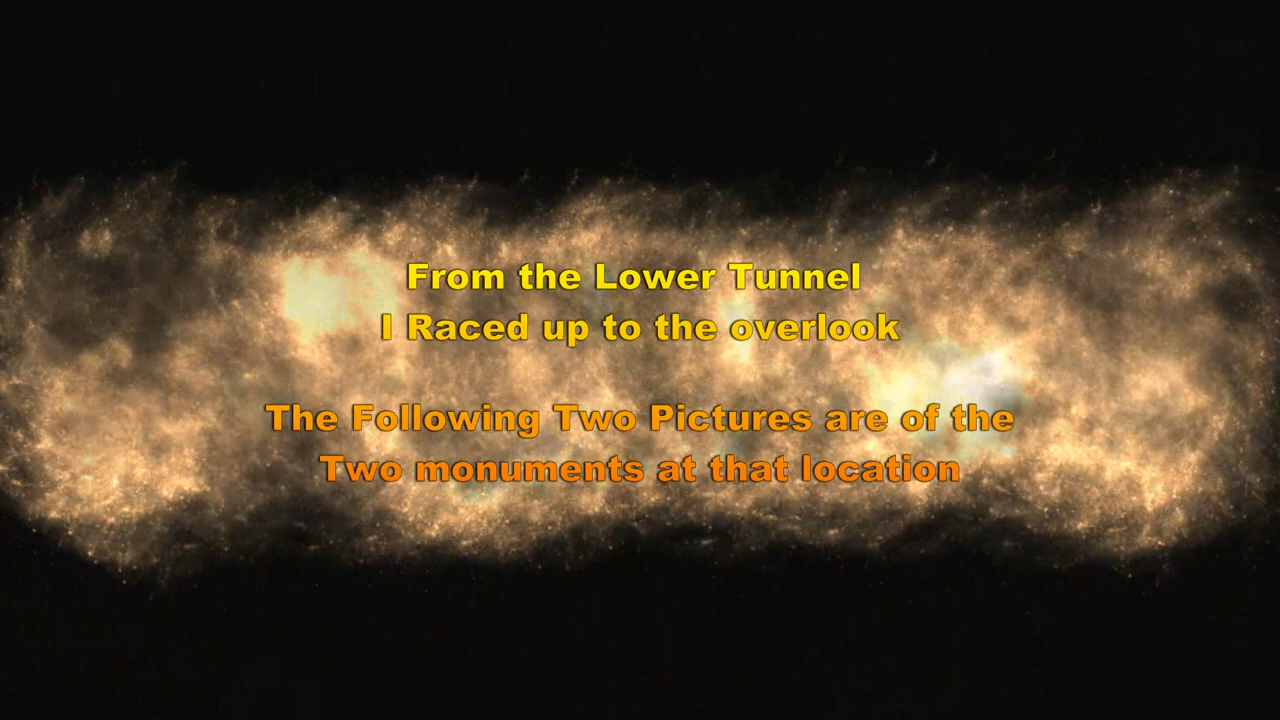 From the Lower Tunnel
I Raced up to the overlook
The Following Two Pictures are of the
Two monuments at that location